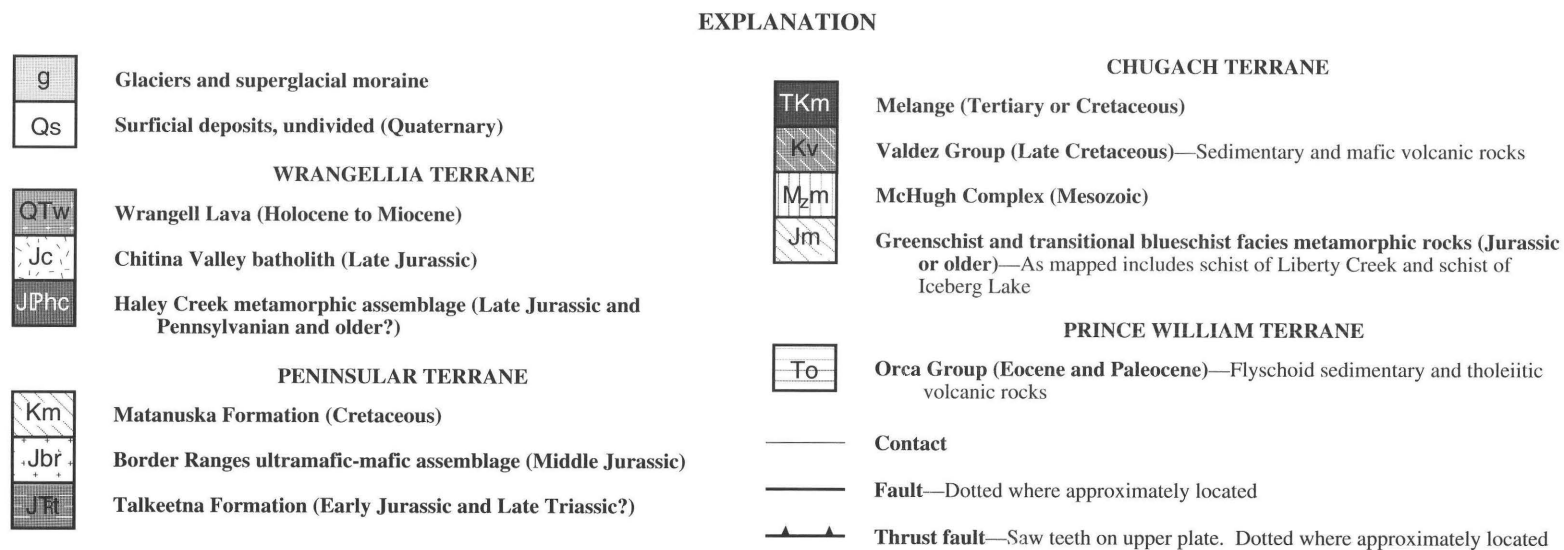 EXPLANATION
g
Glaciers and superglacial moraine
Qs
Surficial deposits, undivided (Quaternary)
WRANGELLIA TERRANE
QTw
Wrangell Lava (Holocene to Miocene)
Jc
Chitina Valley batholith (Late Jurassic)
JℙPhc
Haley Creek metamorphic assemblage (Late Jurassic and
Pennsylvanian and older?)
PENINSULAR TERRANE
Km
Matanuska Formation (Cretaceous)
Jbr
Border Ranges ultramafic-mafic assemblage (Middle Jurassic)
JTRt
Talkeetna Formation (Early Jurassic and Late Triassic?)
CHUGACH TERRANE
TKm
Melange (Tertiary or Cretaceous)
Kv
Valdez Group (Late Cretaceous)—Sedimentary and mafic volcanic rocks
Mzm
McHugh Complex (Mesozoic)
Jm
Greenschist and transitional blueschist facies metamorphic rocks (Jurassic
or older)—As mapped includes schist of Liberty Creek and schist of
Iceberg Lake
PRINCE WILLIAM TERRANE
To
Orca Group (Eocene and Paleocene)—Flyschoid sedimentary and tholeiitic
volcanic rocks
Contact
Fault—Dotted where approximately located
Thrust fault—Saw teeth on upper plate. Dotted where approximately located